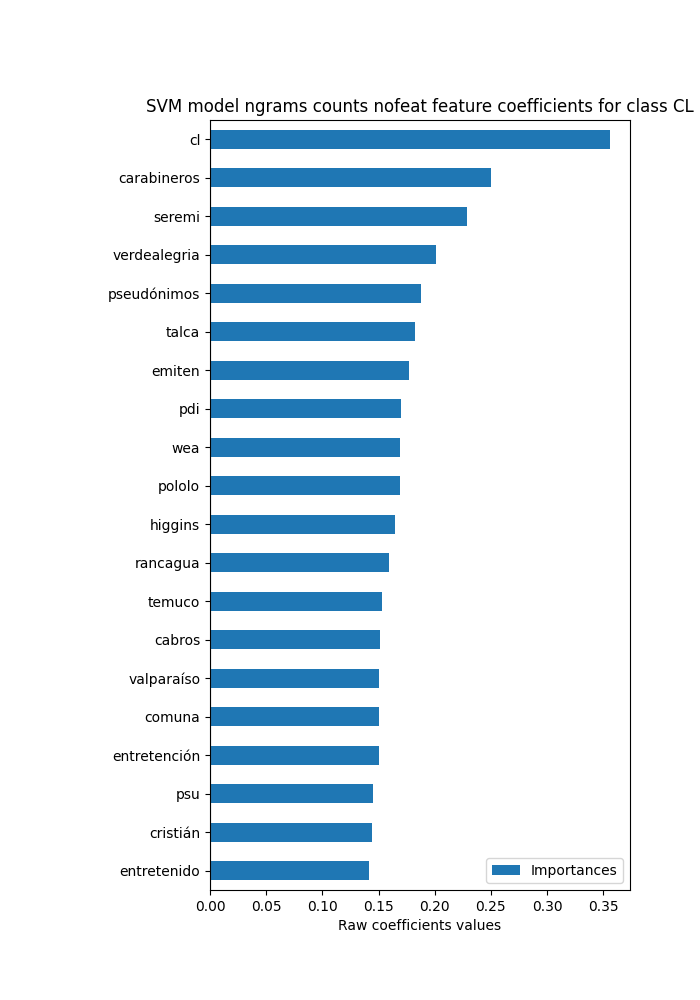 SVM model ngrams counts nofeat feature coefficients for class CL
cl
carabineros
seremi
verdealegria
pseudónimos
talca
emiten
pdi
wea
pololo
higgins
rancagua
temuco
cabros
valparaíso
comuna
entretención
psu
cristián
entretenido
Importances
0.00 0.05 0.10 0.15 0.20 0.25 0.30 0.35
Raw coefficients values